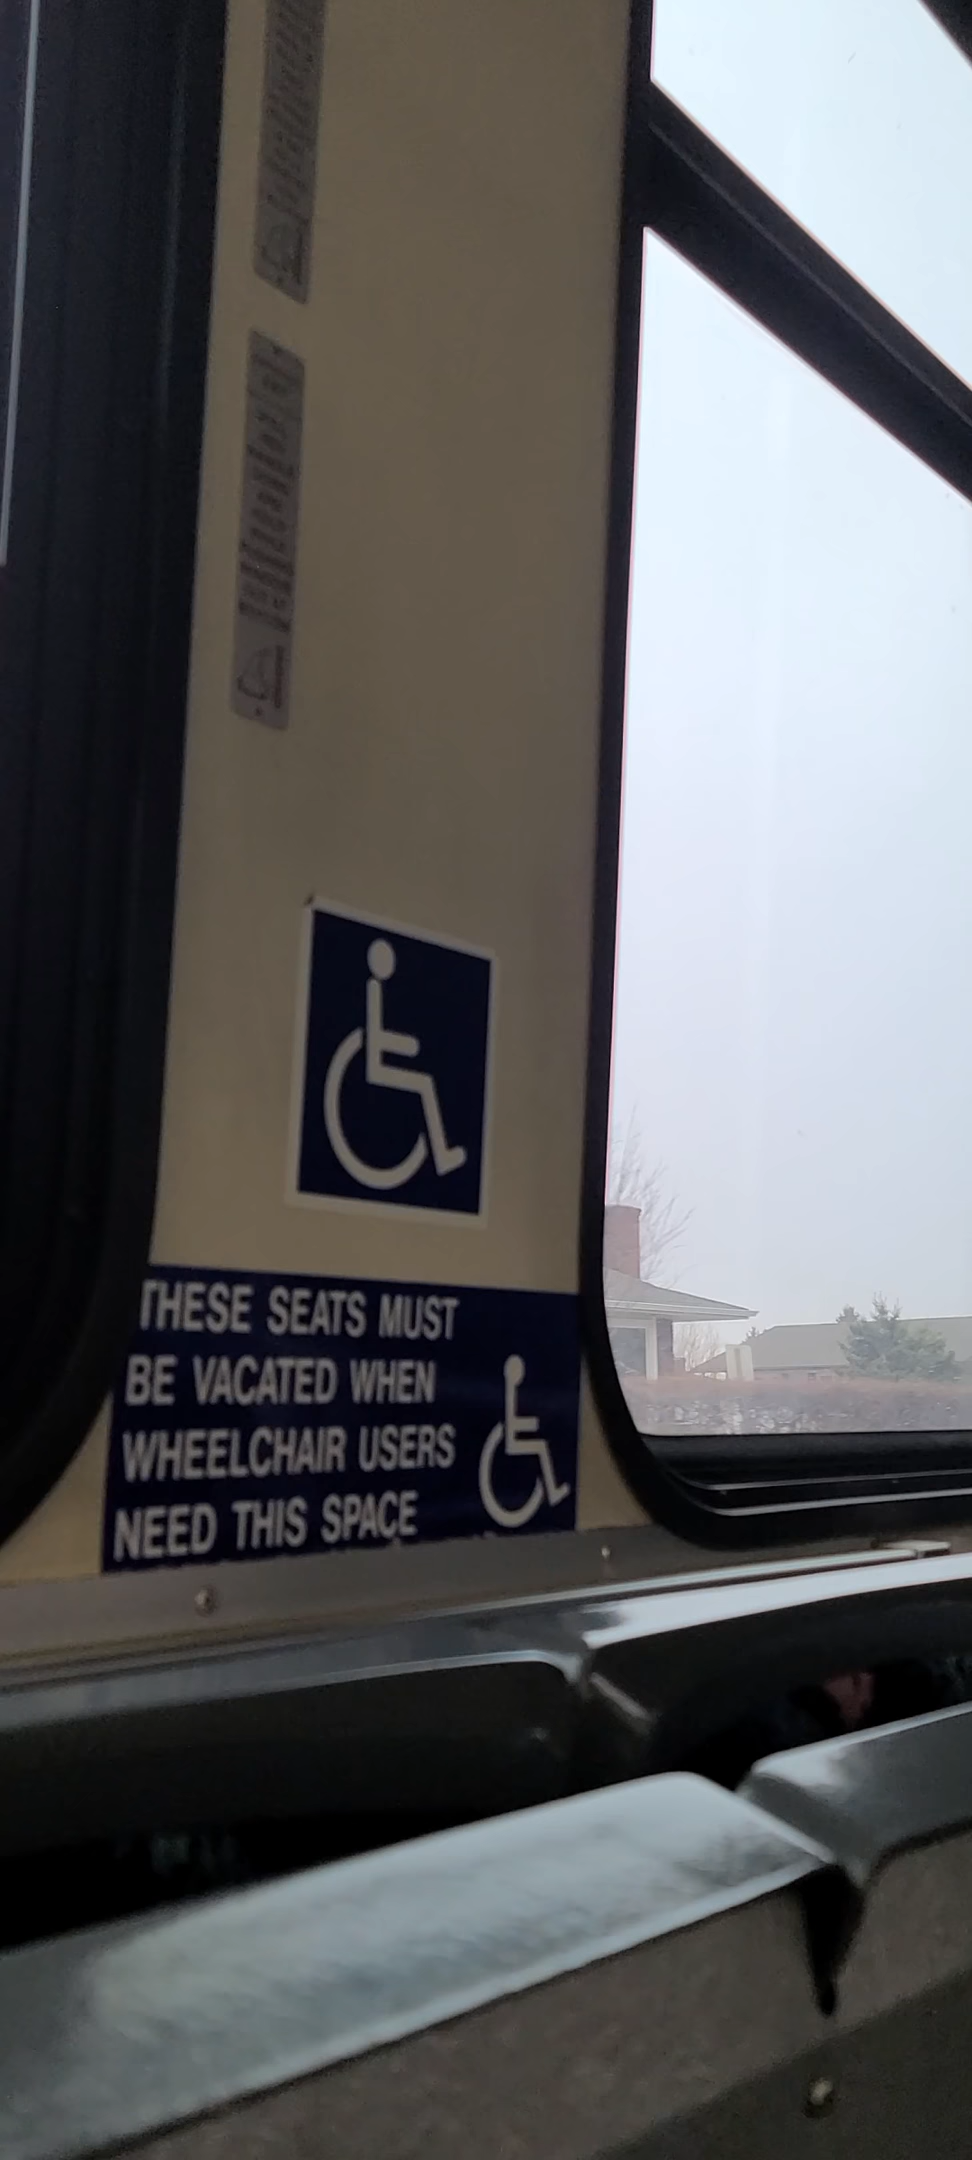 THESE SEATS MUST
BE VACATED WHEN
WHEELCHAIR USERS
NEED THIS SPACE